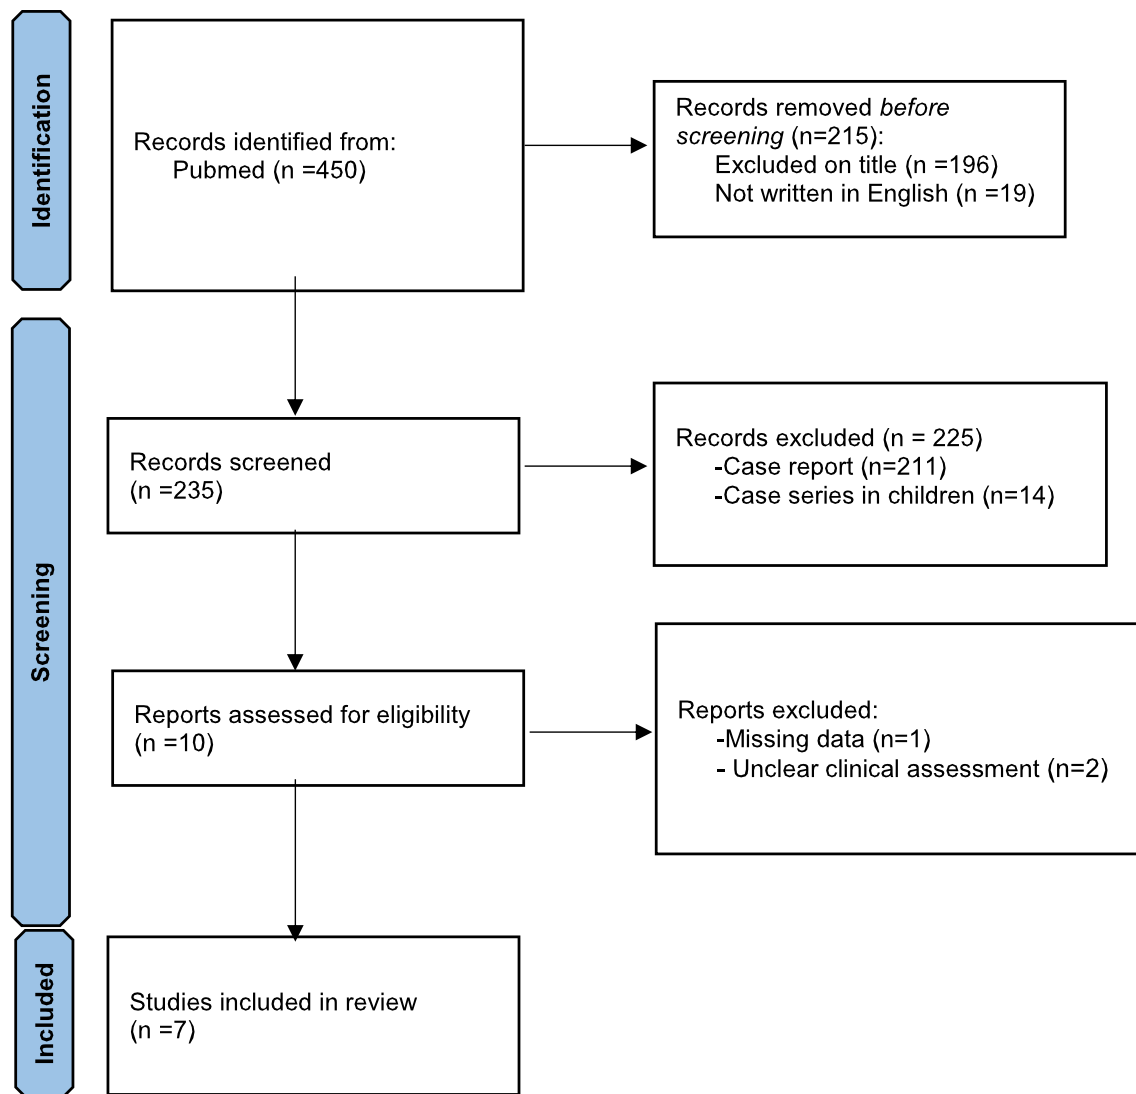 Identification
Records identified from:
Pubmed (n =450)
Records removed before
screening (n=215):
Excluded on title (n =196)
Not written in English (n =19)
Screening
Records screened
(n =235)
Records excluded (n = 225)
-Case report (n=211)
-Case series in children (n=14)
Reports assessed for eligibility
(n =10)
Reports excluded:
-Missing data (n=1)
- Unclear clinical assessment (n=2)
Included
Studies included in review
(n =7)